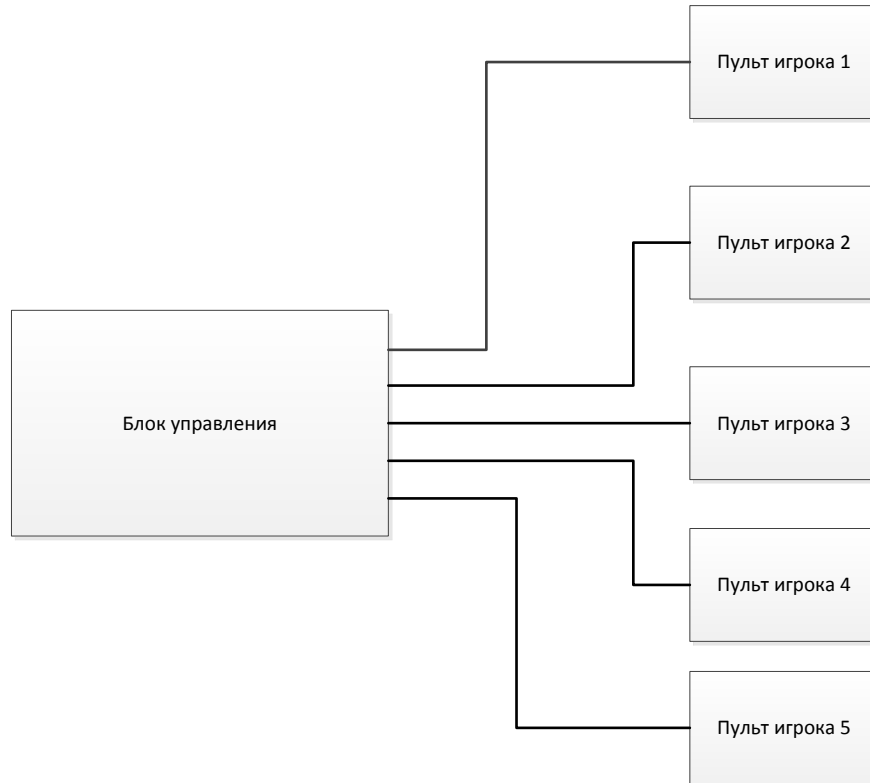 Пульт игрока 1
Пульт игрока 2
Блок управления
Пульт игрока 3
Пульт игрока 4
Пульт игрока 5